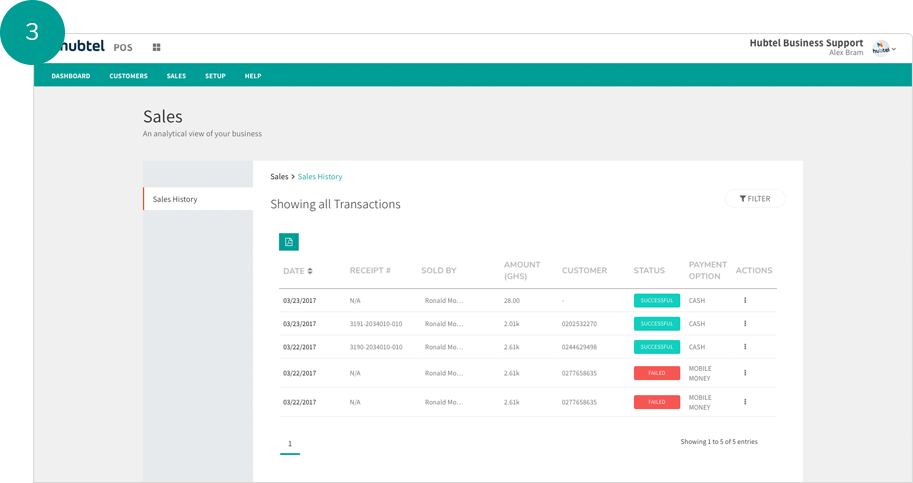 3
hubtel POS
Hubtel Business Support
Alex Bram
hubtel
DASHBOARD CUSTOMERS SALES SETUP HELP
Sales
An analytical view of your business
Sales > Sales History
Sales History
Showing all Transactions
FILTER
DATE RECEIPT # SOLD BY AMOUNT (GHS) CUSTOMER STATUS PAYMENT OPTION ACTIONS
03/23/2017 N/A Ronald Mo... 28.00 - SUCCESSFUL CASH
03/23/2017 3191-2034010-010 Ronald Mo... 2.01k 0202532270 SUCCESSFUL CASH
03/22/2017 3190-2034010-010 Ronald Mo... 2.61k 0244629498 SUCCESSFUL CASH
03/22/2017 N/A Ronald Mo... 2.61k 0277658635 FAILED MOBILE MONEY
03/22/2017 N/A Ronald Mo... 2.61k 0277658635 FAILED MOBILE MONEY
1
Showing 1 to 5 of 5 entries